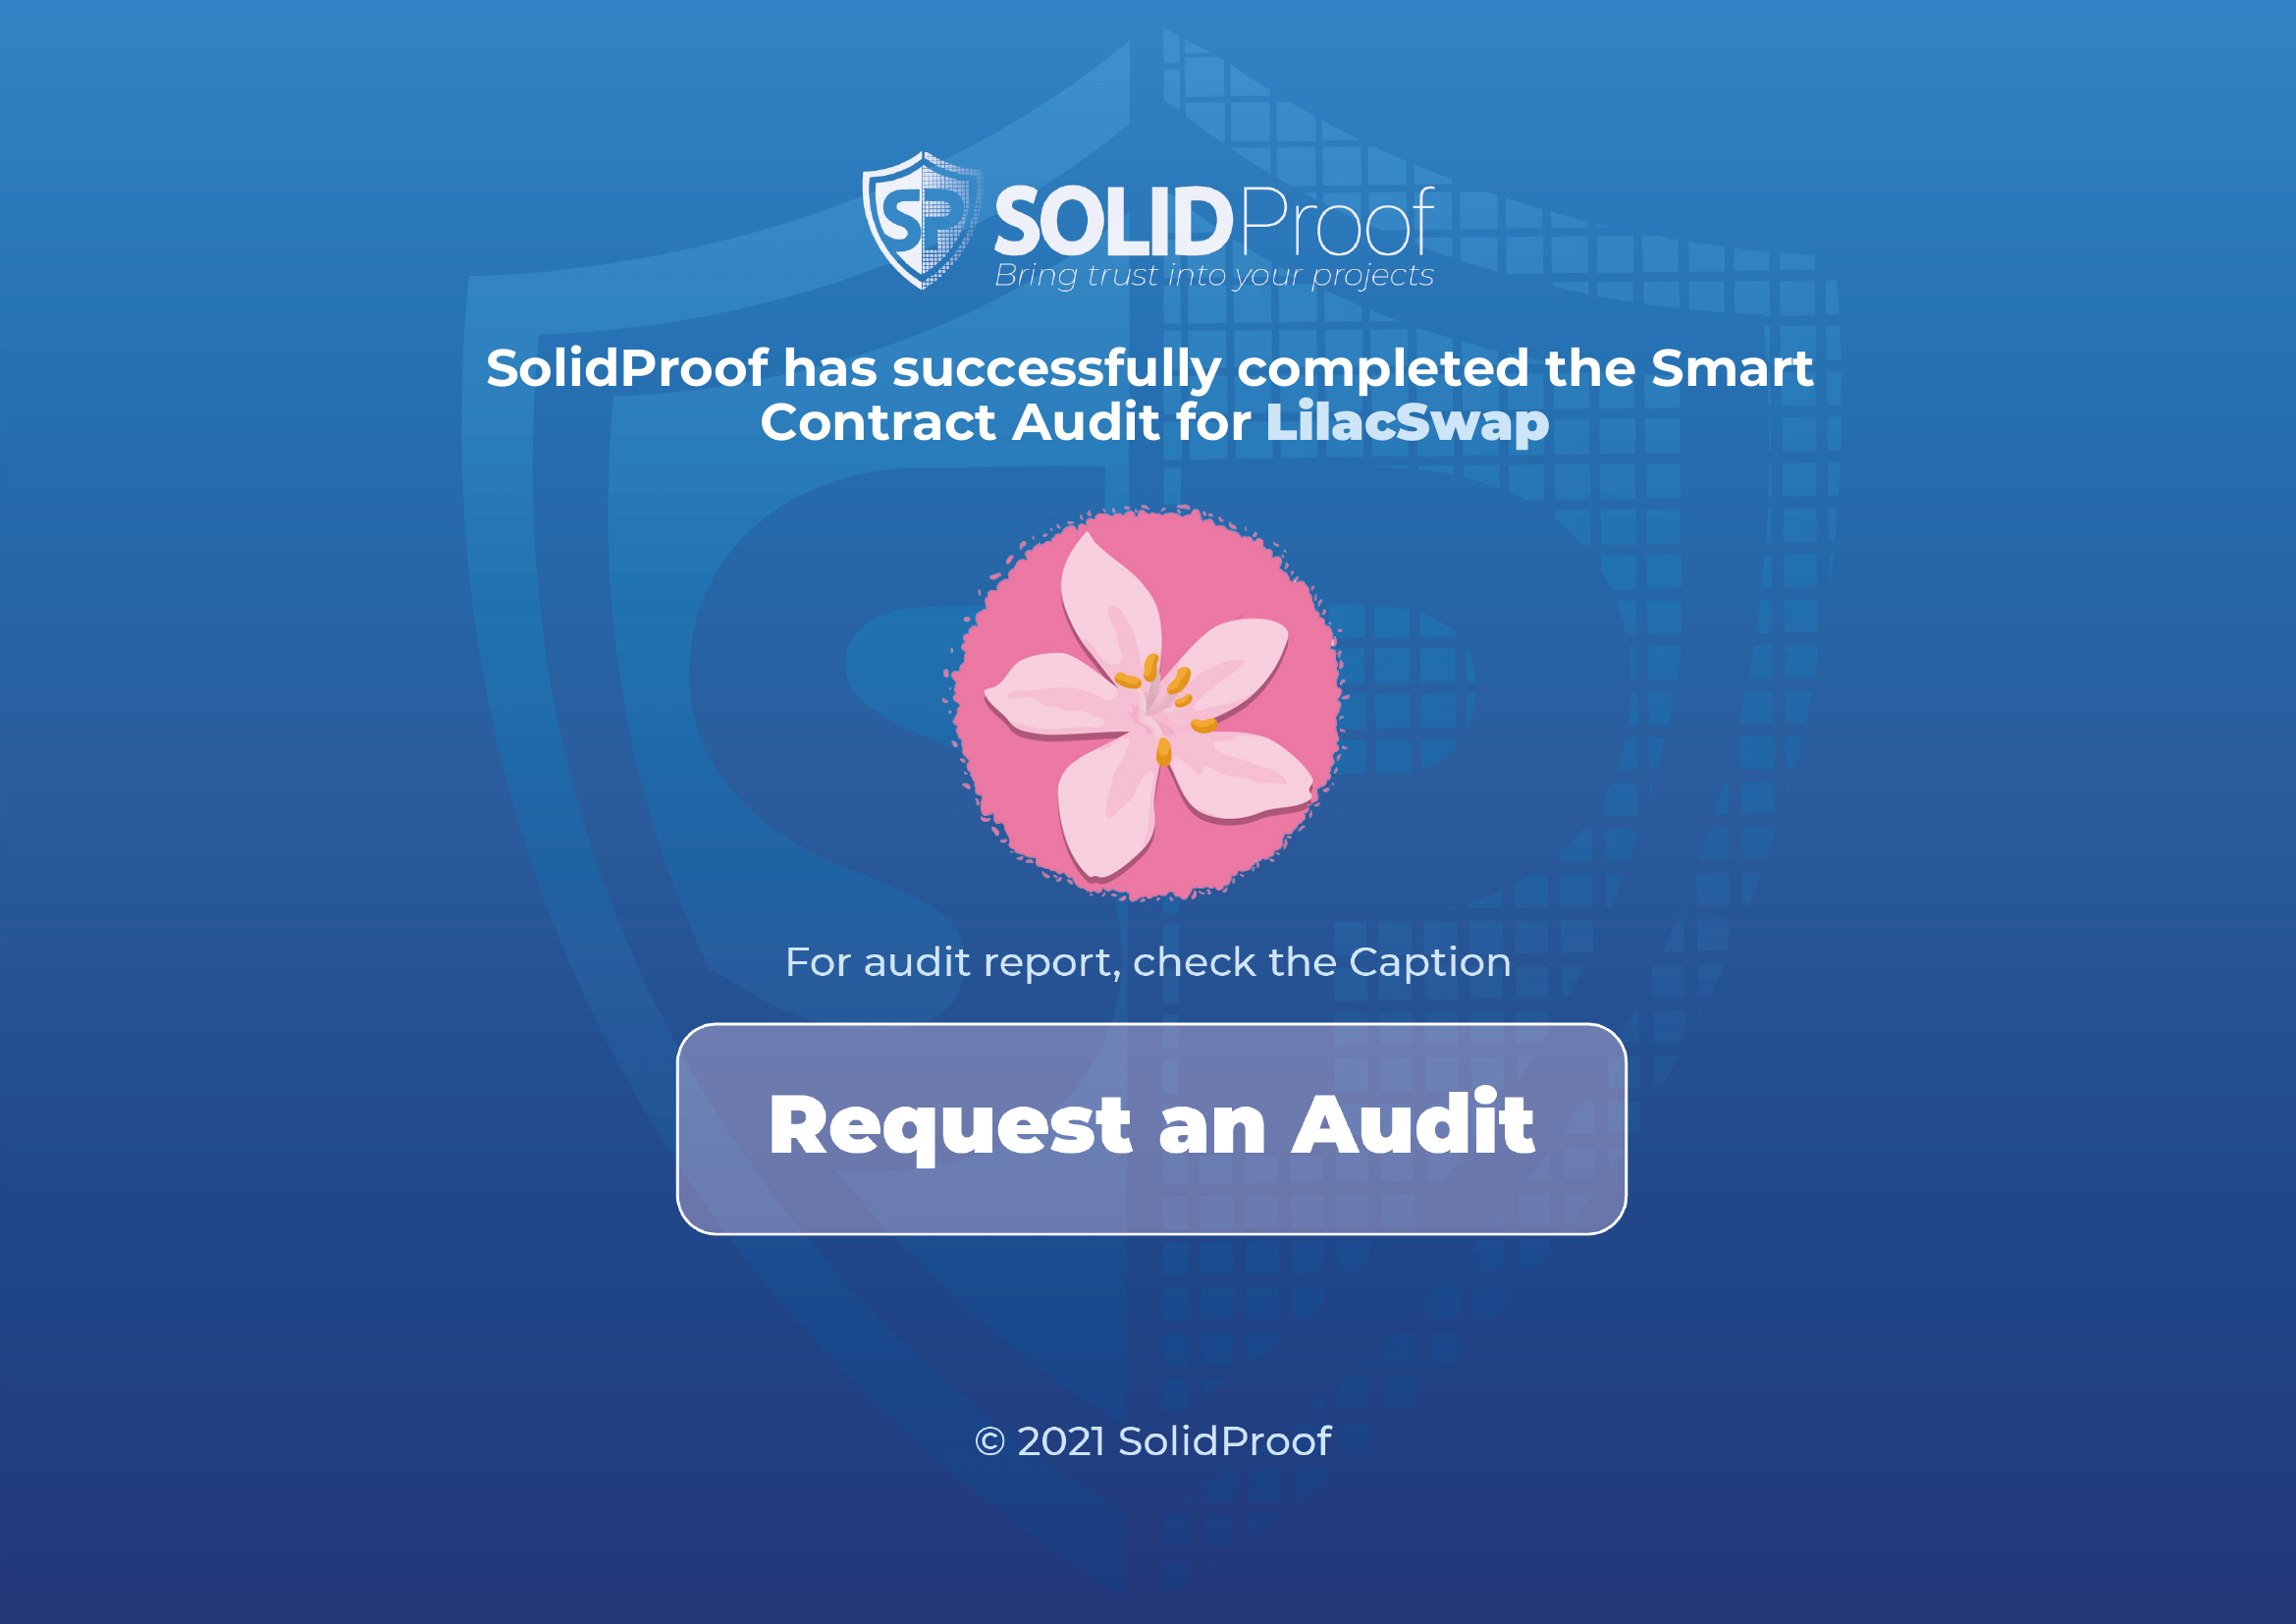 SP SOLIDProof
Bring trust into your projects
SolidProof has successfully completed the Smart
Contract Audit for LilacSwap
For audit report, check the Caption
Request an Audit
© 2021 SolidProof